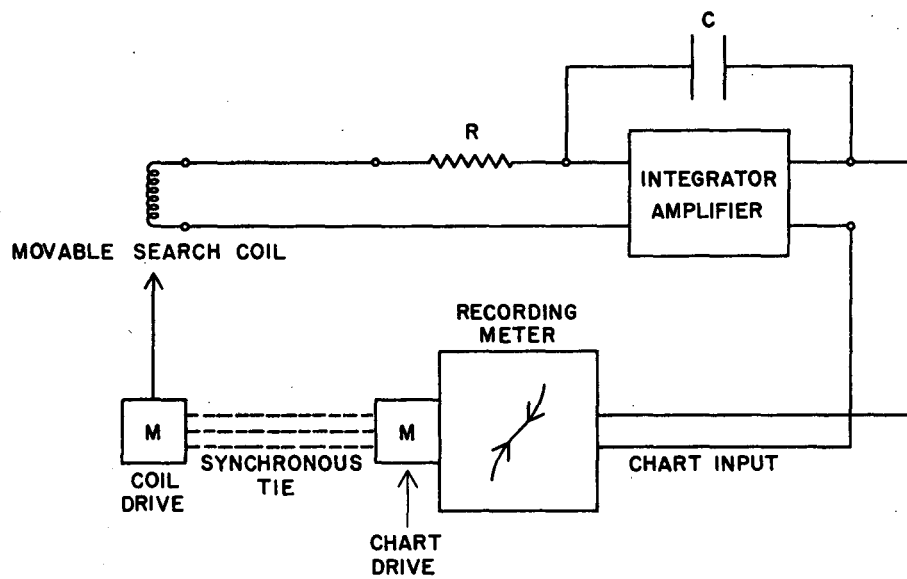 C
R
INTEGRATOR
AMPLIFIER
MOVABLE SEARCH COIL
RECORDING
METER
M
M
SYNCHRONOUS
TIE
CHART INPUT
COIL
DRIVE
CHART
DRIVE